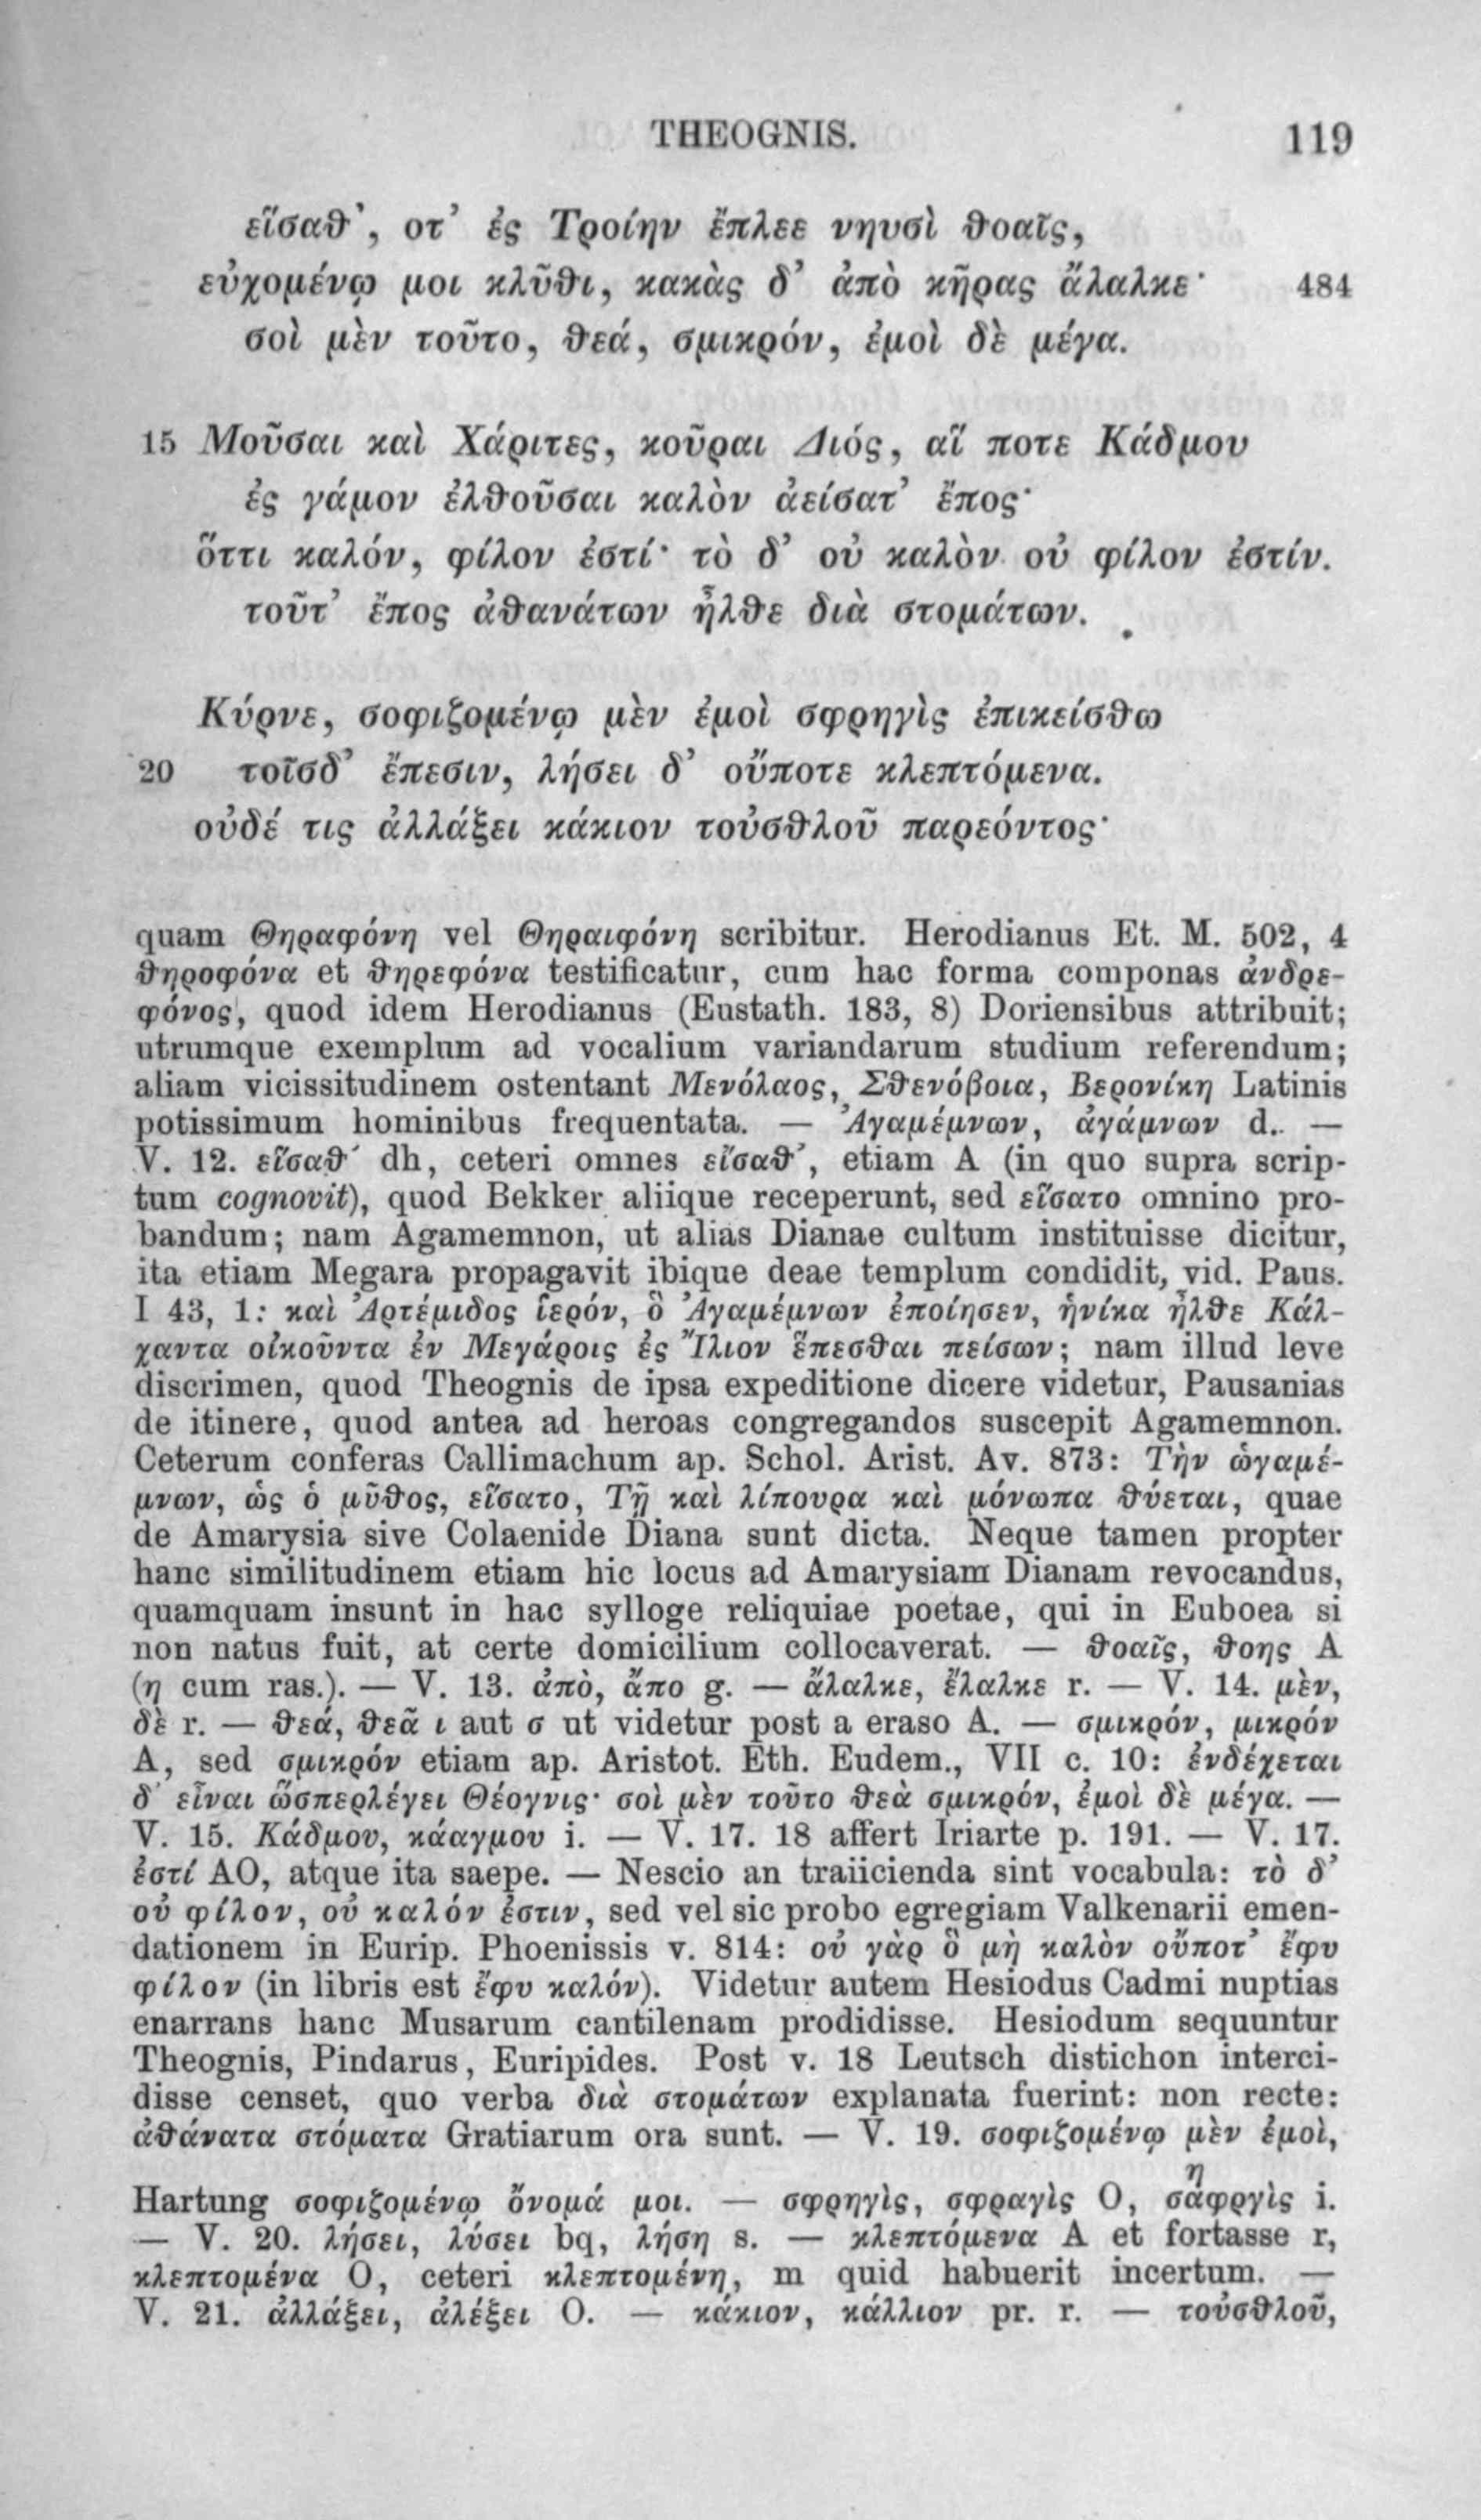 THEOGNIS. 119
εἵσαθ', οτ' ἐς Τροίην ἔπλεε νηυσὶ θοαῖς,
εὐχομένῳ μοι κλῦθι, κακὰς δ' ἀπὸ κῆρας ἄλαλκε· 484
σοὶ μὲν τοῦτο, θεά, σμικρόν, ἐμοὶ δὲ μέγα.
15 Μοῦσαι καὶ Χάριτες, κοῦραι Διός, αἵ ποτε Κάδμου
ἐς γάμον ἐλθοῦσαι καλὸν ἀείσατ' ἔπος·
ὅττι καλόν, φίλον ἐστί· τὸ δ' οὐ καλὸν οὐ φίλον ἐστίν.
τοῦτ' ἔπος ἀθανάτων ἦλθε διὰ στομάτων.
Κύρνε, σοφιζομένῳ μὲν ἐμοὶ σφρηγὶς ἐπικείσθω
20 τοῖσδ' ἔπεσιν, λήσει δ' οὔποτε κλεπτόμενα.
οὐδέ τις ἀλλάξει κάκιον τοὐσθλοῦ παρεόντος·
quam Θηραφόνη vel Θηραιφόνη scribitur. Herodianus Et. M. 502, 4
θηροφόνα et θηρεφόνα testificatur, cum hac forma componas ἀνδρε-
φόνος, quod idem Herodianus (Eustath. 183, 8) Doriensibus attribuit;
utrumque exemplum ad vocalium variandarum studium referendum;
aliam vicissitudinem ostentant Μενόλαος, Σθενόβοια, Βερονίκη Latinis
potissimum hominibus frequentata. — Ἀγαμέμνων, ἀγάμνων d. —
V. 12. εἵσαθ' dh, ceteri omnes εἴσαθ', etiam A (in quo supra scrip-
tum cognovit), quod Bekker aliique receperunt, sed εἵσατο omnino pro-
bandum; nam Agamemnon, ut alias Dianae cultum instituisse dicitur,
ita etiam Megara propagavit ibique deae templum condidit, vid. Paus.
I 43, 1: καὶ Ἀρτέμιδος ἱερόν, ὃ Ἀγαμέμνων ἐποίησεν, ἡνίκα ἦλθε Κάλ-
χαντα οἰκοῦντα ἐν Μεγάροις ἐς Ἴλιον ἕπεσθαι πείσων; nam illud leve
discrimen, quod Theognis de ipsa expeditione dicere videtur, Pausanias
de itinere, quod antea ad heroas congregandos suscepit Agamemnon.
Ceterum conferas Callimachum ap. Schol. Arist. Av. 873: Τὴν ὡγαμέ-
μνων, ὡς ὁ μῦθος, εἵσατο, Τῇ καὶ λίπουρα καὶ μόνωπα θύεται, quae
de Amarysia sive Colaenide Diana sunt dicta. Neque tamen propter
hanc similitudinem etiam hic locus ad Amarysiam Dianam revocandus,
quamquam insunt in hac sylloge reliquiae poetae, qui in Euboea si
non natus fuit, at certe domicilium collocaverat. — θοαῖς, θοης A
(η cum ras.). — V. 13. ἀπὸ, ἄπο g. — ἄλαλκε, ἔλαλκε r. — V. 14. μὲν,
δὲ r. — θεά, θεᾶ ι aut σ ut videtur post a eraso A. — σμικρόν, μικρόν
A, sed σμικρόν etiam ap. Aristot. Eth. Eudem., VII c. 10: ἐνδέχεται
δ' εἶναι ὥσπερλέγει Θέογνις· σοὶ μὲν τοῦτο θεὰ σμικρόν, ἐμοὶ δὲ μέγα. —
V. 15. Κάδμου, κάαγμου i. — V. 17. 18 affert Iriarte p. 191. — V. 17.
ἐστί AO, atque ita saepe. — Nescio an traiicienda sint vocabula: τὸ δ'
οὐ φίλον, οὐ καλόν ἐστιν, sed vel sic probo egregiam Valkenarii emen-
dationem in Eurip. Phoenissis v. 814: οὐ γὰρ ὃ μὴ καλὸν οὔποτ' ἔφυ
φίλον (in libris est ἔφυ καλόν). Videtur autem Hesiodus Cadmi nuptias
enarrans hanc Musarum cantilenam prodidisse. Hesiodum sequuntur
Theognis, Pindarus, Euripides. Post v. 18 Leutsch distichon interci-
disse censet, quo verba διὰ στομάτων explanata fuerint: non recte:
ἀθάνατα στόματα Gratiarum ora sunt. — V. 19. σοφιζομένῳ μὲν ἐμοὶ,
η
Hartung σοφιζομένῳ ὄνομά μοι. — σφρηγὶς, σφραγὶς O, σάφργὶς i.
— V. 20. λήσει, λύσει bq, λήσῃ s. — κλεπτόμενα A et fortasse r,
κλεπτομένα O, ceteri κλεπτομένη, m quid habuerit incertum. —
V. 21. ἀλλάξει, ἀλέξει O. — κάκιον, κάλλιον pr. r. — τοὐσθλοῦ,